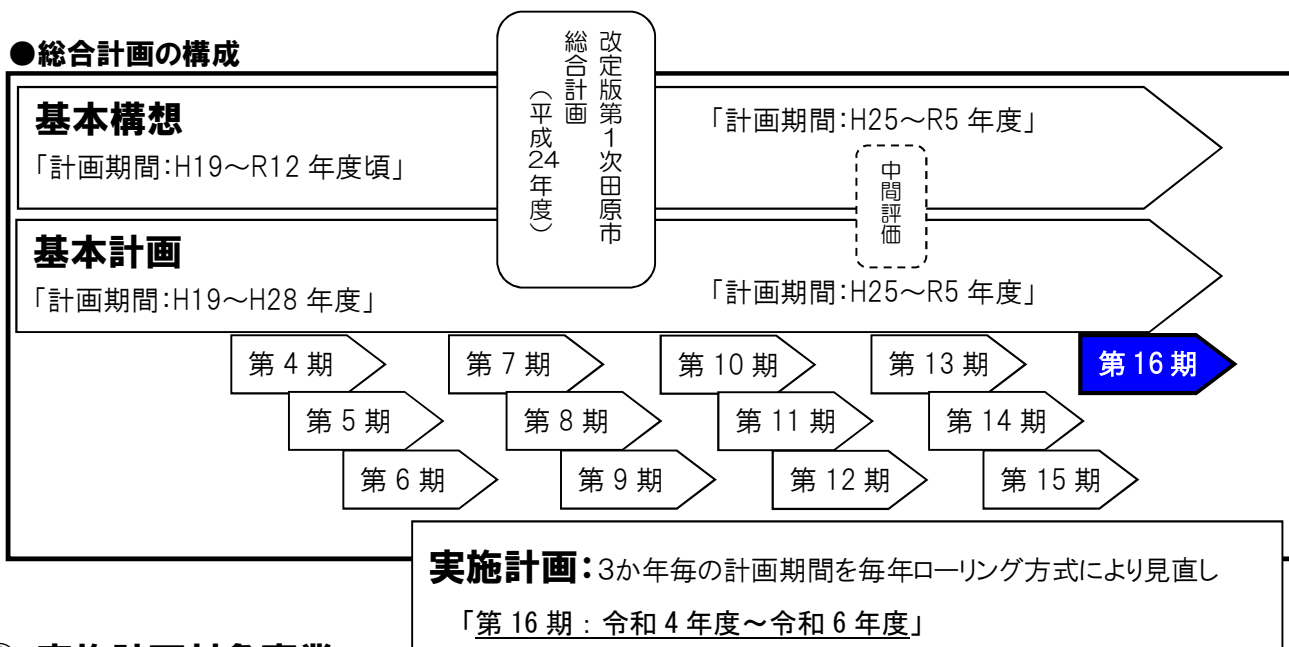 ●総合計画の構成
改定版第1次田原市
総合計画
（平成24年度）
基本構想
「計画期間：H19～R12 年度頃」
「計画期間：H25～R5 年度」
中間評価
基本計画
「計画期間：H19～H28 年度」
「計画期間：H25～R5 年度」
第 4 期
第 7 期
第 10 期
第 13 期
第 16 期
第 5 期
第 8 期
第 11 期
第 14 期
第 6 期
第 9 期
第 12 期
第 15 期
実施計画：3か年毎の計画期間を毎年ローリング方式により見直し
「第 16 期：令和 4 年度～令和 6 年度」